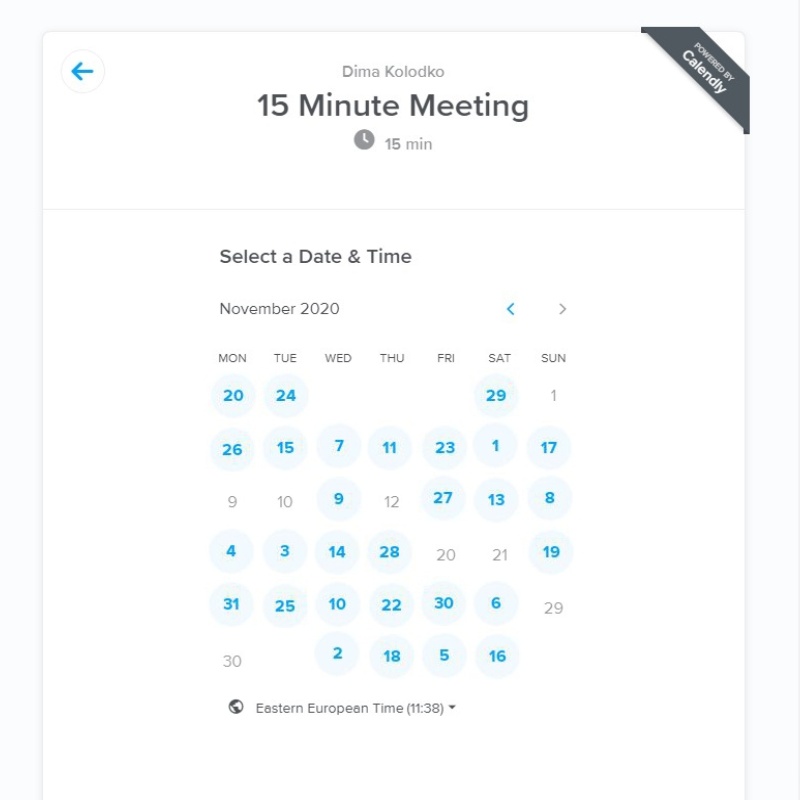 POWERED BY
Calendly
Dima Kolodko
15 Minute Meeting
15 min
Select a Date & Time
November 2020
MON TUE WED THU FRI SAT SUN
20 24 29 1
26 15 7 11 23 1 17
9 10 9 12 27 13 8
4 3 14 28 20 21 19
31 25 10 22 30 6 29
30 2 18 5 16
Eastern European Time (11:38)